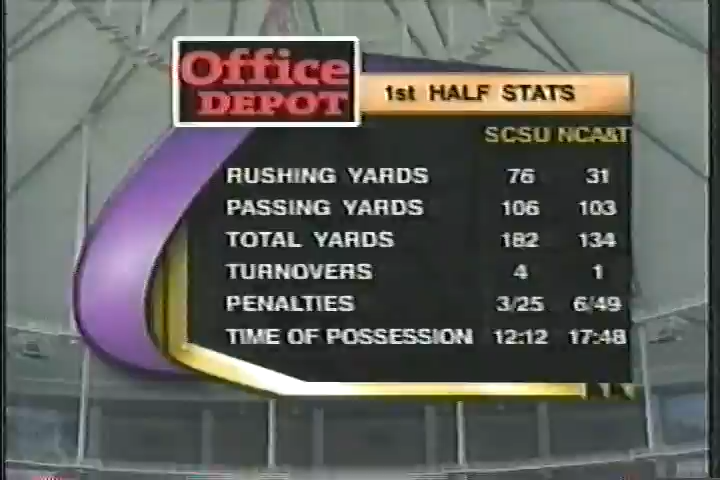 Office
DEPOT
1st HALF STATS
SCSU NCA&T
RUSHING YARDS 76 31
PASSING YARDS 106 103
TOTAL YARDS 182 134
TURNOVERS 4 1
PENALTIES 3/25 6/49
TIME OF POSSESSION 12:12 17:48